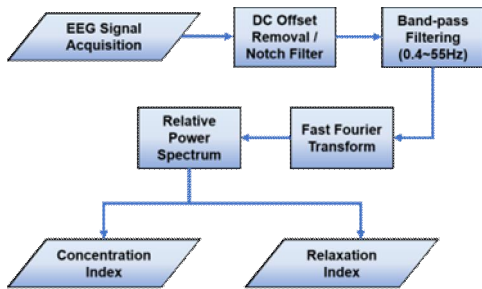 EEG Signal
Acquisition
DC Offset
Removal /
Notch Filter
Band-pass
Filtering
(0.4~55Hz)
Relative
Power
Spectrum
Fast Fourier
Transform
Concentration
Index
Relaxation
Index